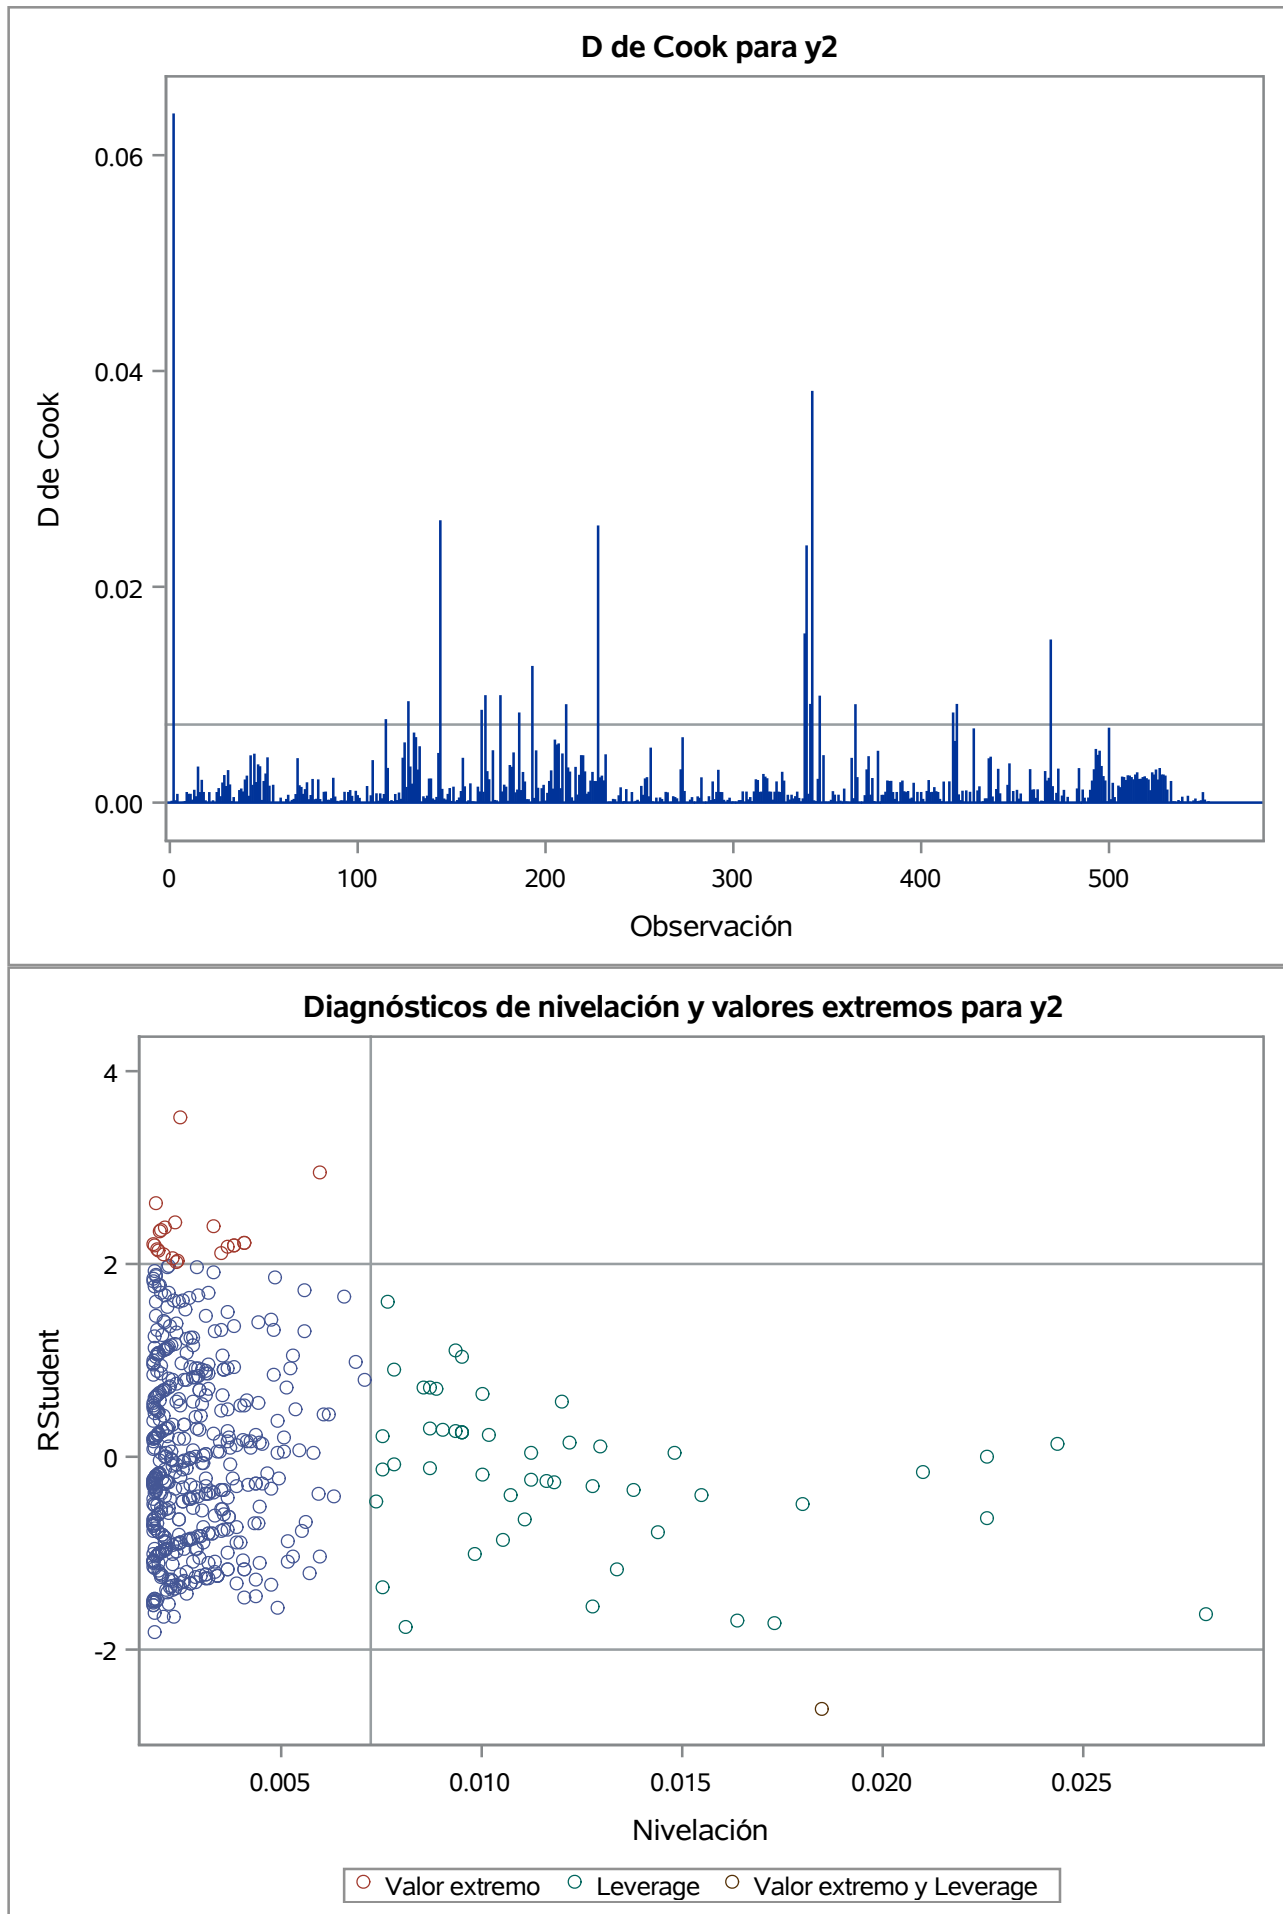 D de Cook para y2
0.06
0.04
0.02
0.00
D de Cook
0 100 200 300 400 500
Observación
Diagnósticos de nivelación y valores extremos para y2
4
2
0
-2
RStudent
0.005 0.010 0.015 0.020 0.025
Nivelación
Valor extremo Leverage Valor extremo y Leverage